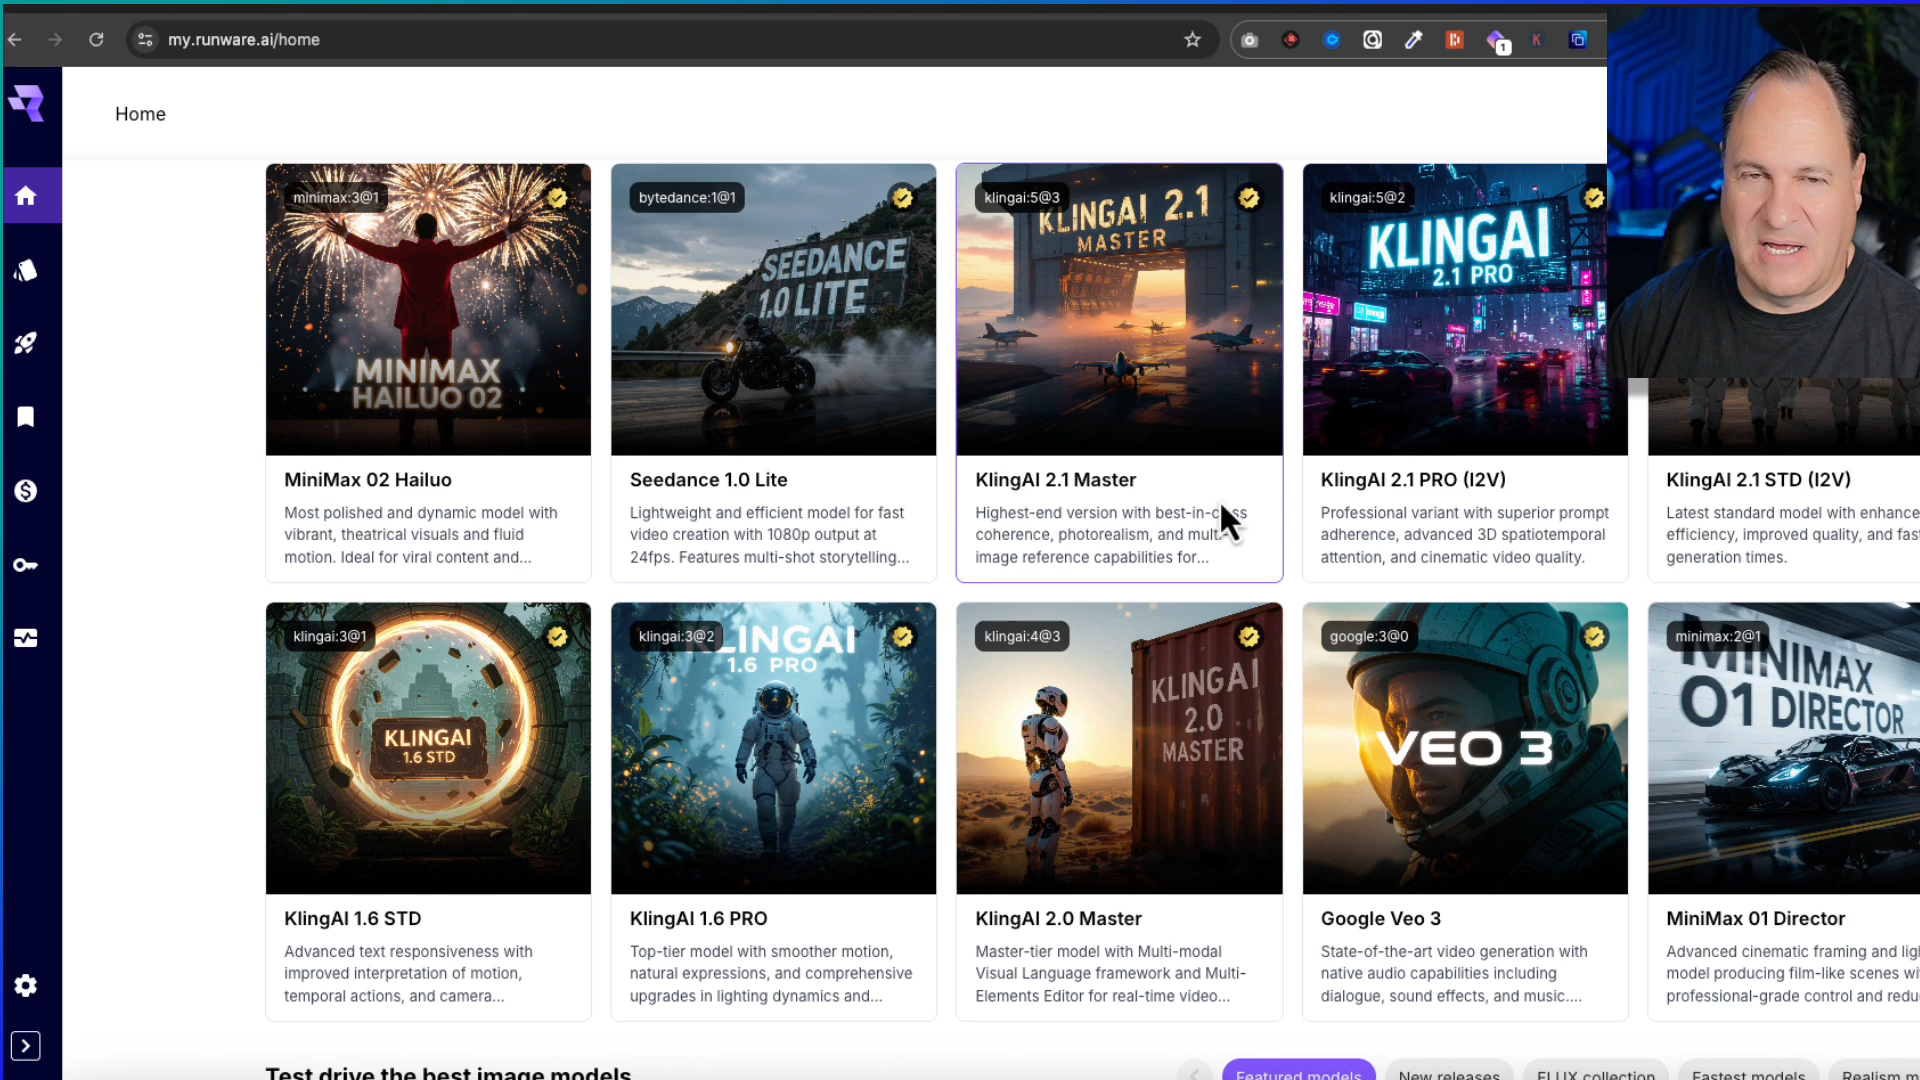 my.runware.ai/home
1
K
Home
minimax:3@1
MINIMAX
HAILUO 02
MiniMax 02 Hailuo
Most polished and dynamic model with
vibrant, theatrical visuals and fluid
motion. Ideal for viral content and...
bytedance:1@1
SEEDANCE
1.0 LITE
Seedance 1.0 Lite
Lightweight and efficient model for fast
video creation with 1080p output at
24fps. Features multi-shot storytelling...
klingai:5@3
KLINGAI 2.1
MASTER
KlingAI 2.1 Master
Highest-end version with best-in-class
coherence, photorealism, and multi-
image reference capabilities for...
klingai:5@2
KLINGAI
2.1 PRO
KlingAI 2.1 PRO (I2V)
Professional variant with superior prompt
adherence, advanced 3D spatiotemporal
attention, and cinematic video quality.
KlingAI 2.1 STD (I2V)
Latest standard model with enhance
efficiency, improved quality, and fast
generation times.
klingai:3@1
KLINGAI
1.6 STD
KlingAI 1.6 STD
Advanced text responsiveness with
improved interpretation of motion,
temporal actions, and camera...
klingai:3@2
LINGAI
1.6 PRO
KlingAI 1.6 PRO
Top-tier model with smoother motion,
natural expressions, and comprehensive
upgrades in lighting dynamics and...
klingai:4@3
KLINGAI
2.0
MASTER
KlingAI 2.0 Master
Master-tier model with Multi-modal
Visual Language framework and Multi-
Elements Editor for real-time video...
google:3@0
VEO 3
Google Veo 3
State-of-the-art video generation with
native audio capabilities including
dialogue, sound effects, and music....
minimax:2@1
MINIMAX
01 DIRECTOR
MiniMax 01 Director
Advanced cinematic framing and ligh
model producing film-like scenes wi
professional-grade control and redu
Test drive the best image models
Featured models
New releases
FLUX collection
Fastest models
Realism m